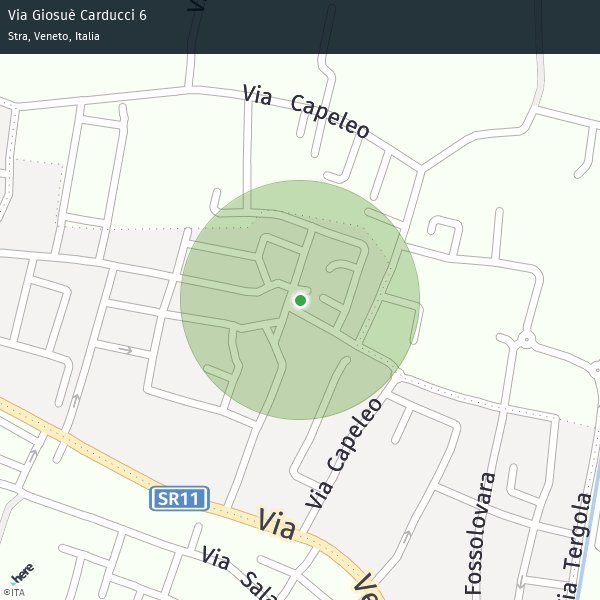 Via Giosuè Carducci 6
Stra, Veneto, Italia
Via Capeleo
Via Capeleo
SR11
Via
Via Sala
Fossolovara
Via Tergola
here
©ITA